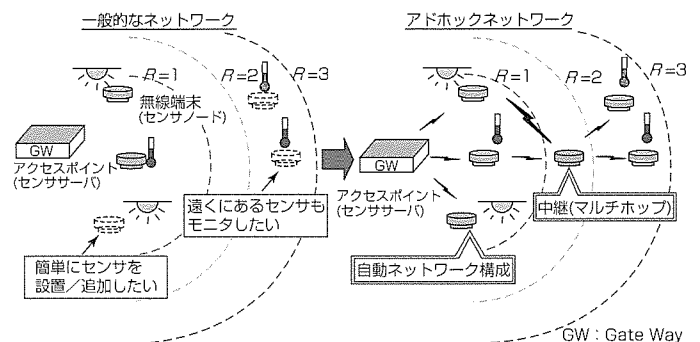 一般的なネットワーク
R=1
R=2
R=3
無線端末
(センサノード)
GW
アクセスポイント
(センササーバ)
遠くにあるセンサも
モニタしたい
簡単にセンサを
設置/追加したい
アドホックネットワーク
R=1
R=2
R=3
GW
アクセスポイント
(センササーバ)
中継(マルチホップ)
自動ネットワーク構成
GW : Gate Way